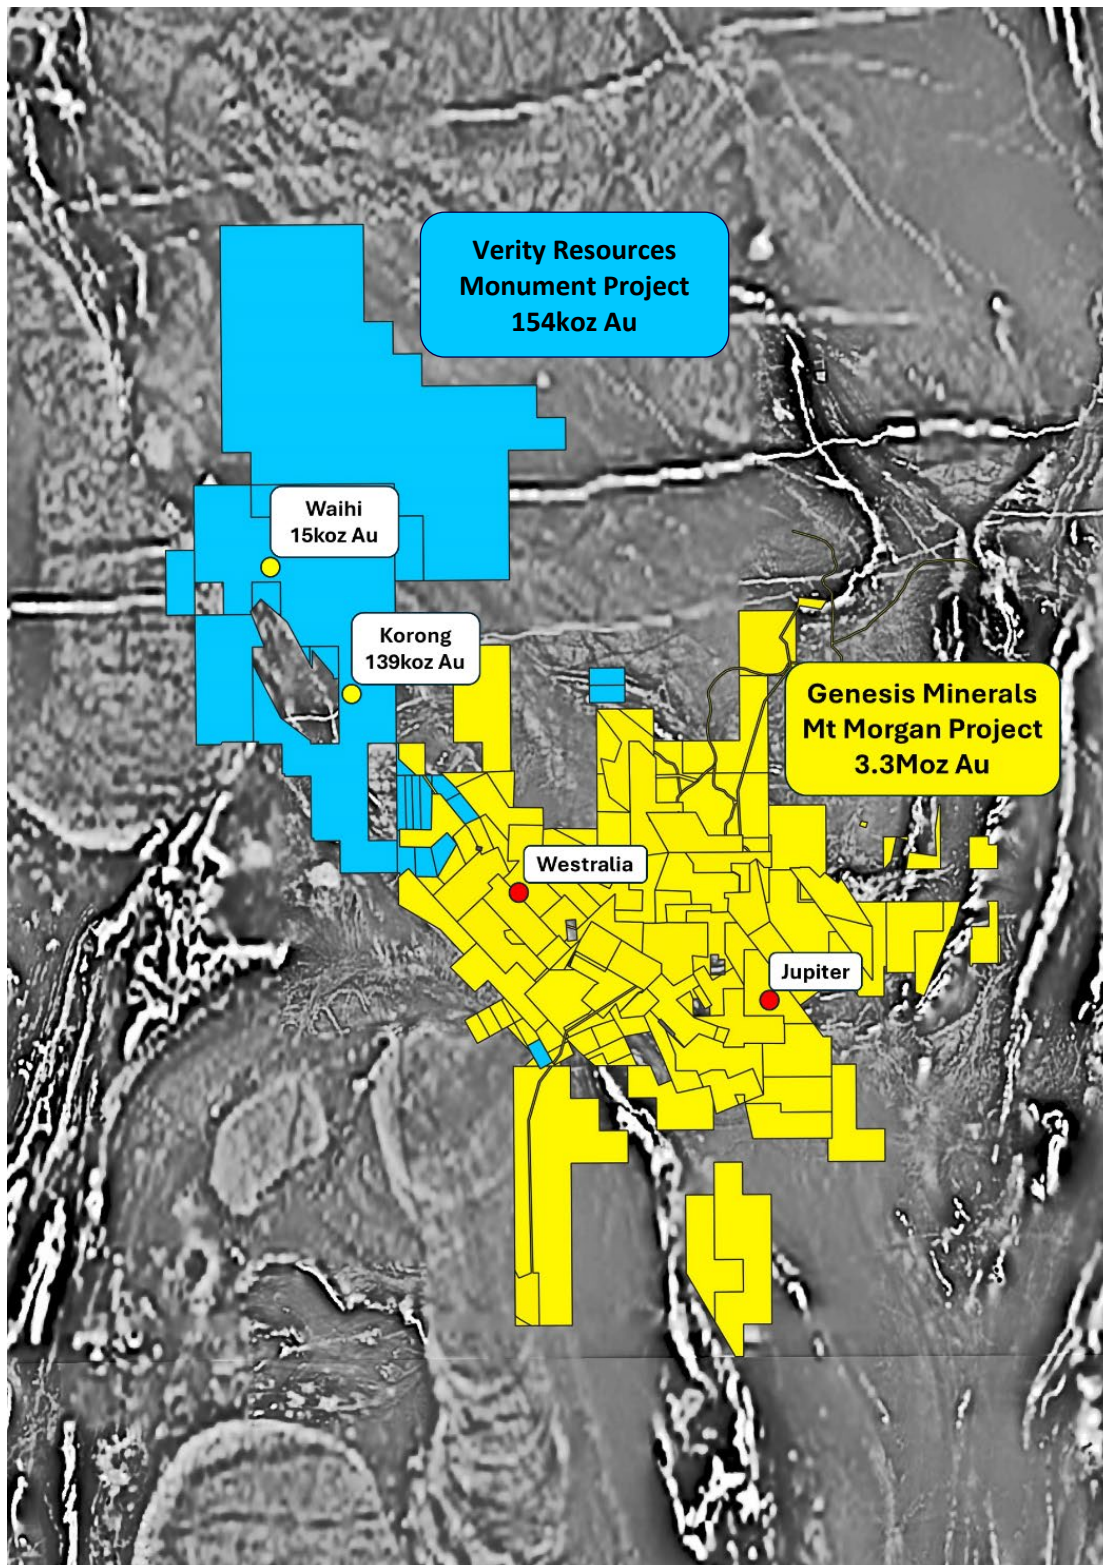 Verity Resources
Monument Project
154koz Au
Waihi
15koz Au
Korong
139koz Au
Genesis Minerals
Mt Morgan Project
3.3Moz Au
Westralia
Jupiter